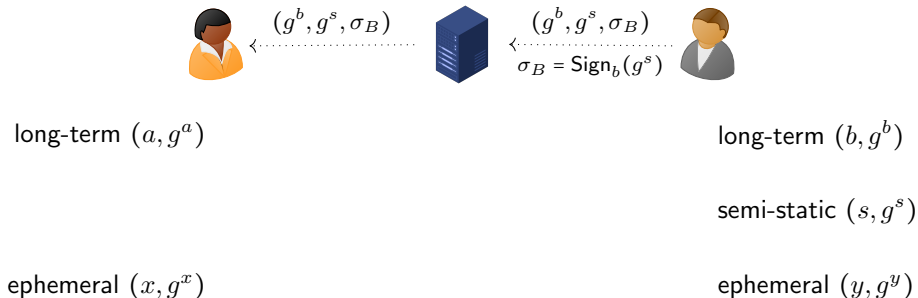 (g^b, g^s, σ_B) (g^b, g^s, σ_B)
σ_B = Sign_b(g^s)
long-term (a, g^a) long-term (b, g^b)
semi-static (s, g^s)
ephemeral (x, g^x) ephemeral (y, g^y)